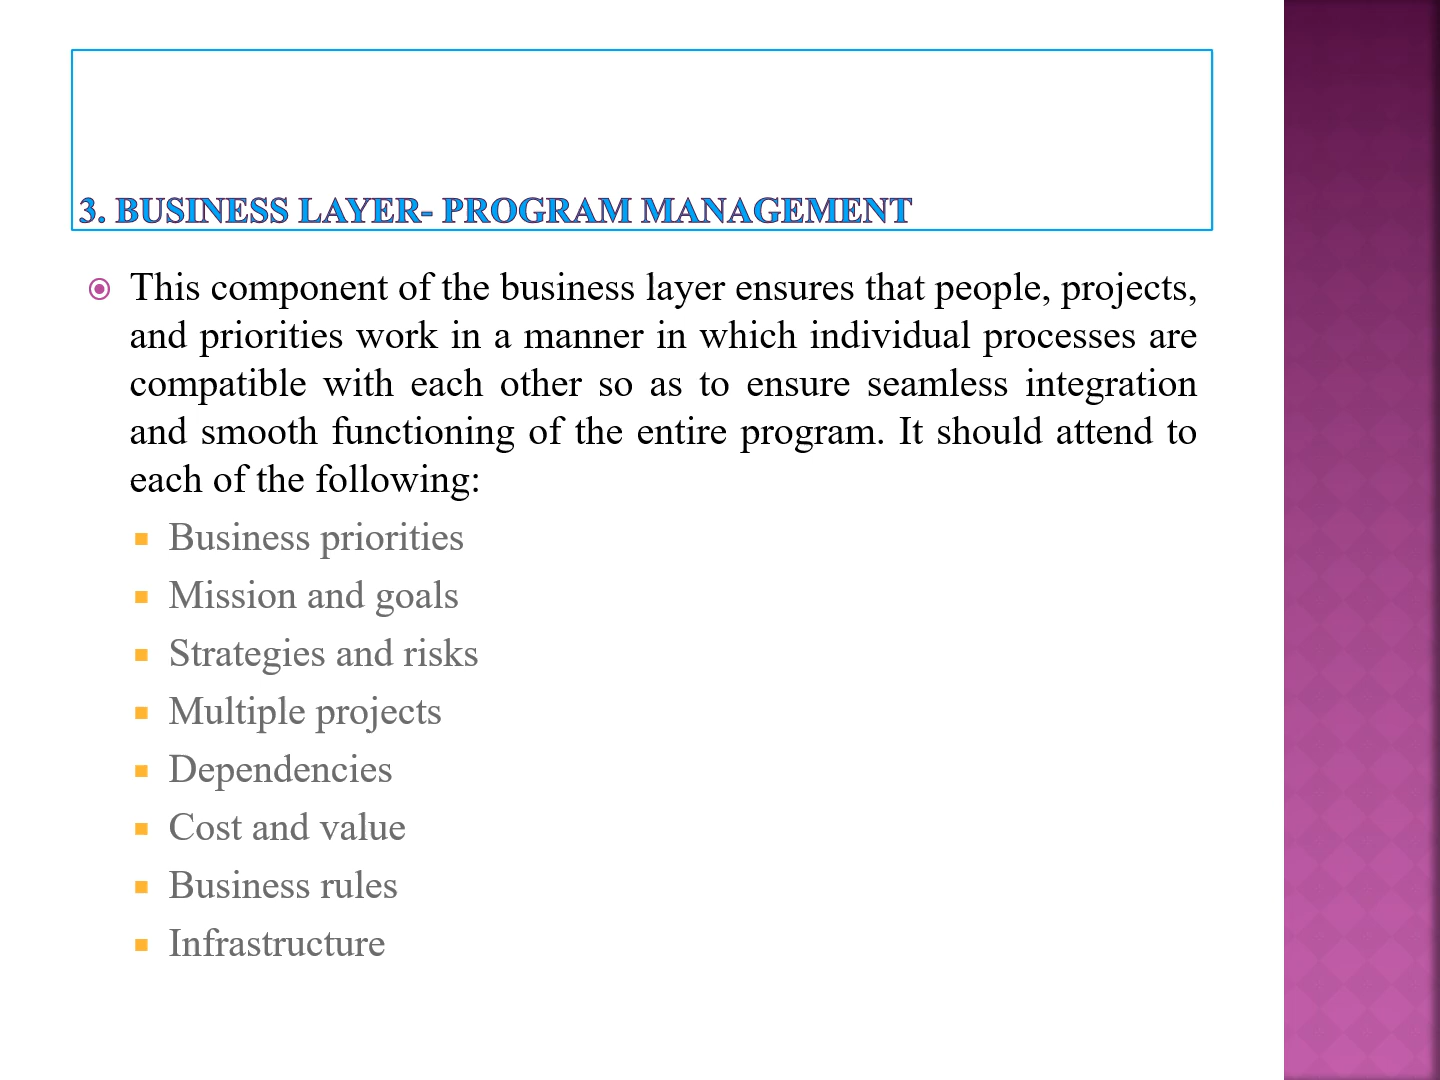 3. BUSINESS LAYER- PROGRAM MANAGEMENT
This component of the business layer ensures that people, projects,
and priorities work in a manner in which individual processes are
compatible with each other so as to ensure seamless integration
and smooth functioning of the entire program. It should attend to
each of the following:
Business priorities
Mission and goals
Strategies and risks
Multiple projects
Dependencies
Cost and value
Business rules
Infrastructure